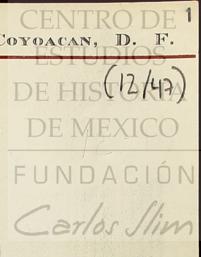 1
CENTRO DE
COYOACAN, D. F.
ESTUDIOS
(12/47)
DE HISTORIA
DE MEXICO
FUNDACIÓN
Carlos Slim